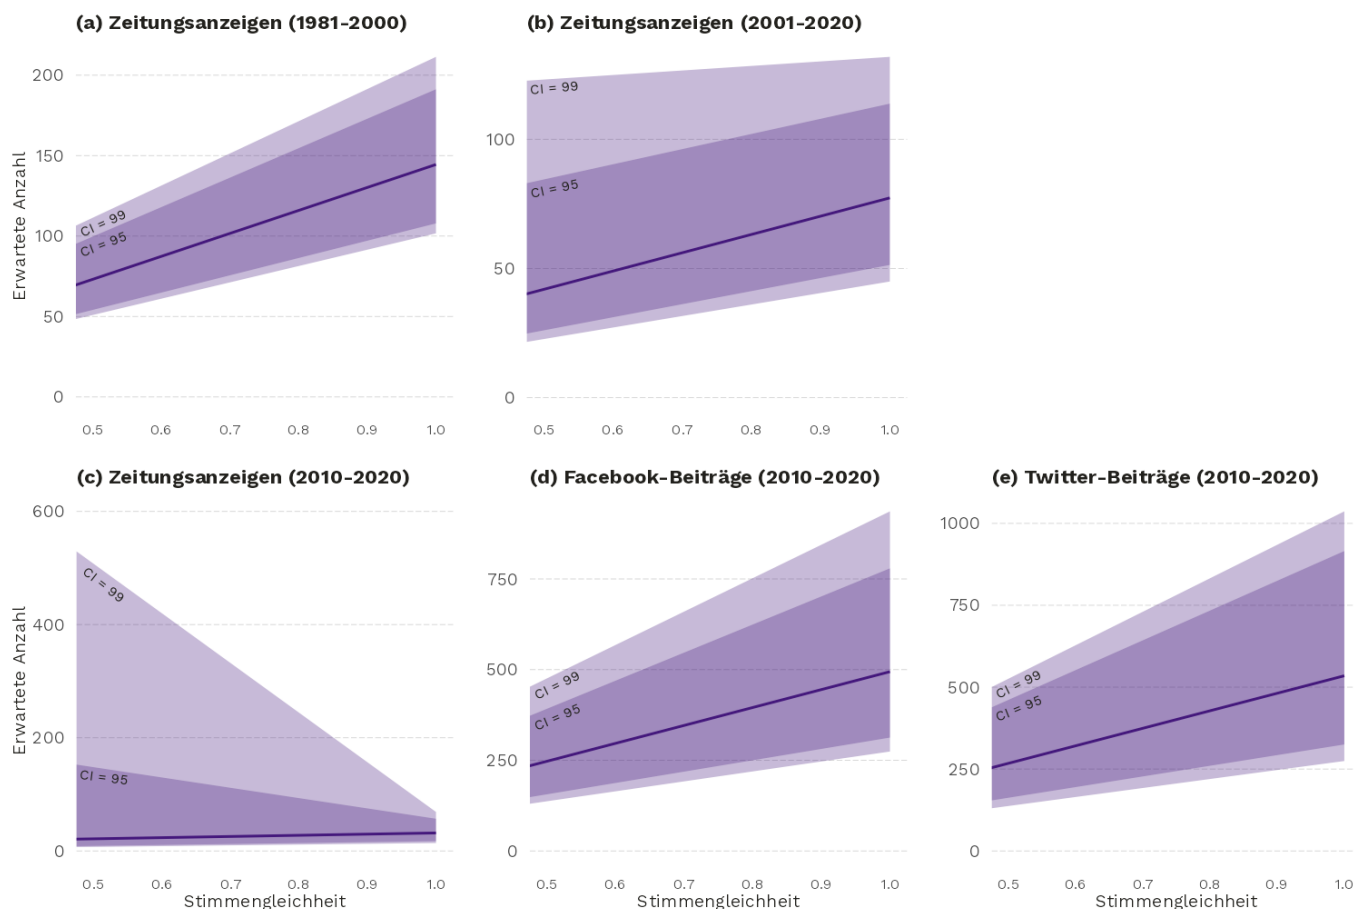 (a) Zeitungsanzeigen (1981-2000)
(b) Zeitungsanzeigen (2001-2020)
Erwartete Anzahl
200
150
100
50
0
CI = 99
CI = 95
0.5 0.6 0.7 0.8 0.9 1.0
100
50
0
CI = 99
CI = 95
0.5 0.6 0.7 0.8 0.9 1.0
(c) Zeitungsanzeigen (2010-2020)
(d) Facebook-Beiträge (2010-2020)
(e) Twitter-Beiträge (2010-2020)
Erwartete Anzahl
600
400
200
0
CI = 99
CI = 95
0.5 0.6 0.7 0.8 0.9 1.0
Stimmengleichheit
750
500
250
0
CI = 99
CI = 95
0.5 0.6 0.7 0.8 0.9 1.0
Stimmengleichheit
1000
750
500
250
0
CI = 99
CI = 95
0.5 0.6 0.7 0.8 0.9 1.0
Stimmengleichheit